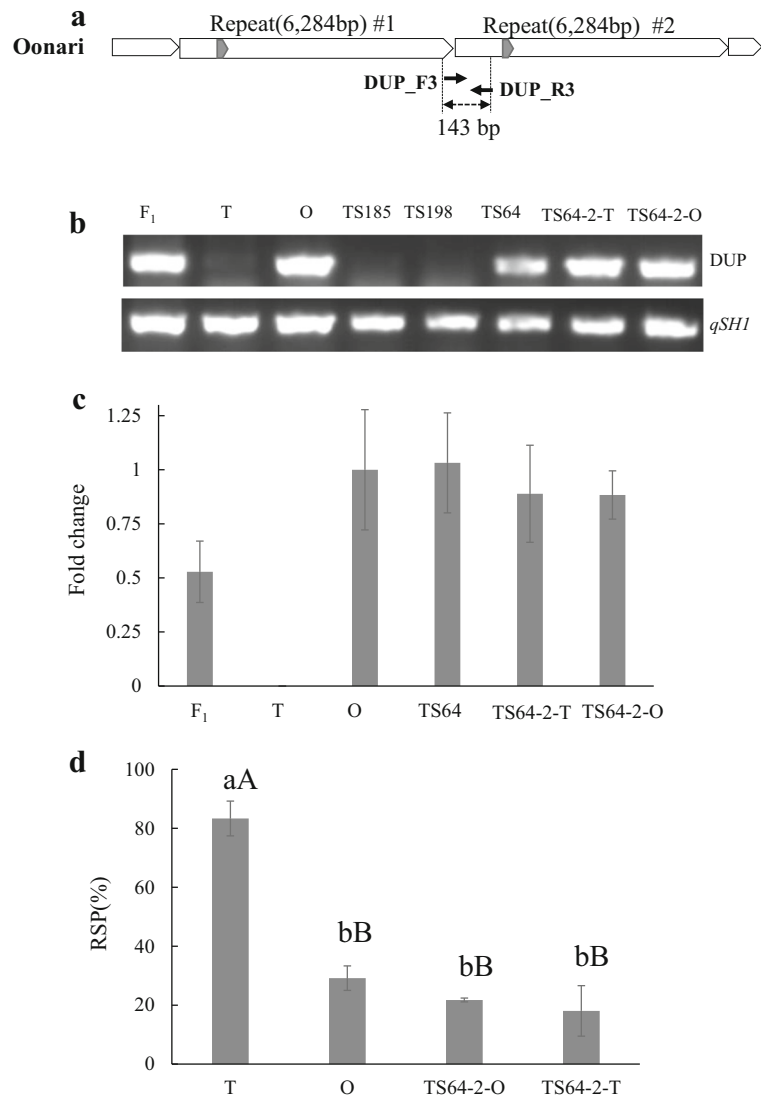 a
Repeat(6,284bp) #1
Repeat(6,284bp) #2
Oonari
DUP_F3
DUP_R3
143 bp
b
F1 T O TS185 TS198 TS64 TS64-2-T TS64-2-O
DUP
qSH1
c
Fold change
1.25
1
0.75
0.5
0.25
0
F1 T O TS64 TS64-2-T TS64-2-O
d
RSP(%)
100
80
60
40
20
0
aA
bB
bB
bB
T O TS64-2-O TS64-2-T